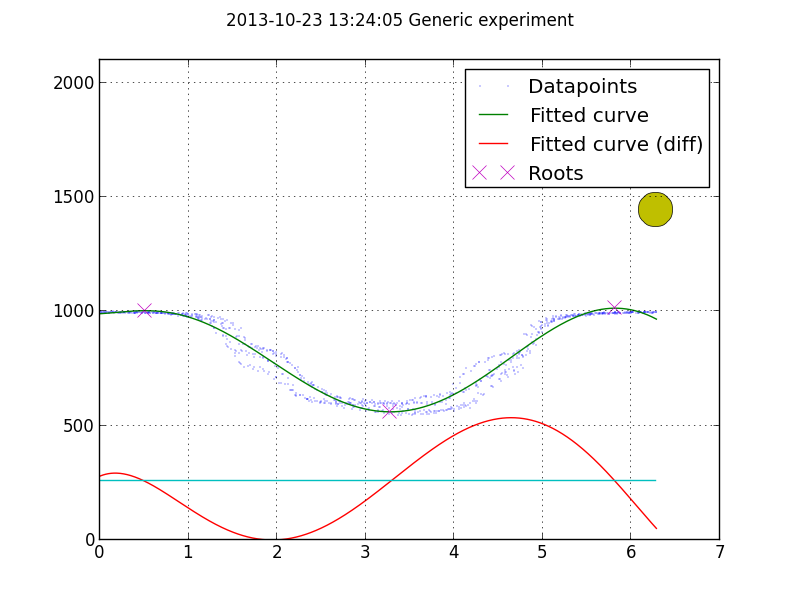 2013-10-23 13:24:05 Generic experiment
Datapoints
Fitted curve
Fitted curve (diff)
Roots
2000
1500
1000
500
0
0 1 2 3 4 5 6 7